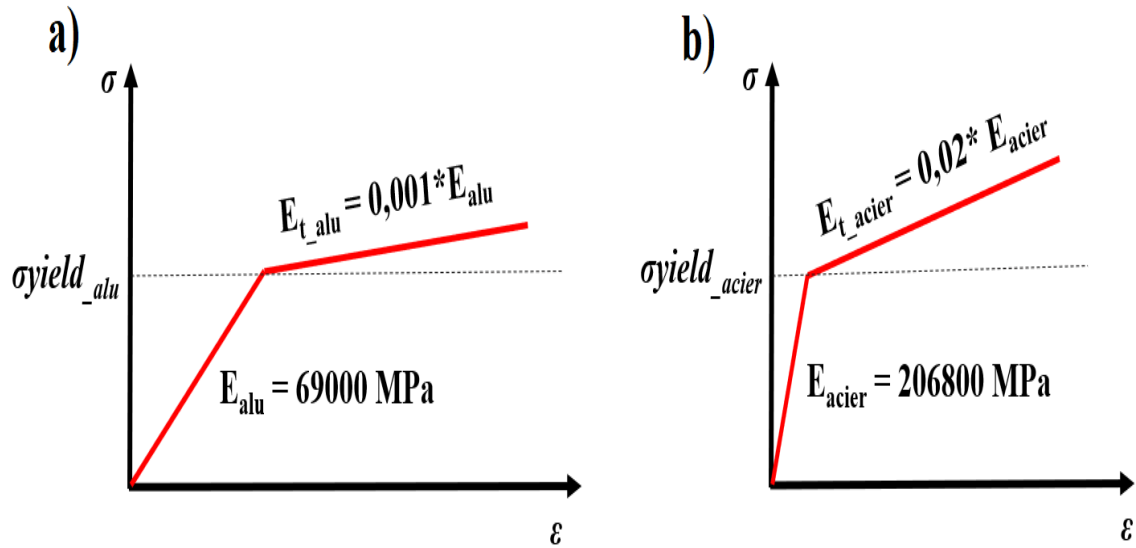 a)
σ
E_t_alu = 0,001*E_alu
σyield_alu
E_alu = 69000 MPa
ε
b)
σ
E_t_acier = 0,02* E_acier
σyield_acier
E_acier = 206800 MPa
ε